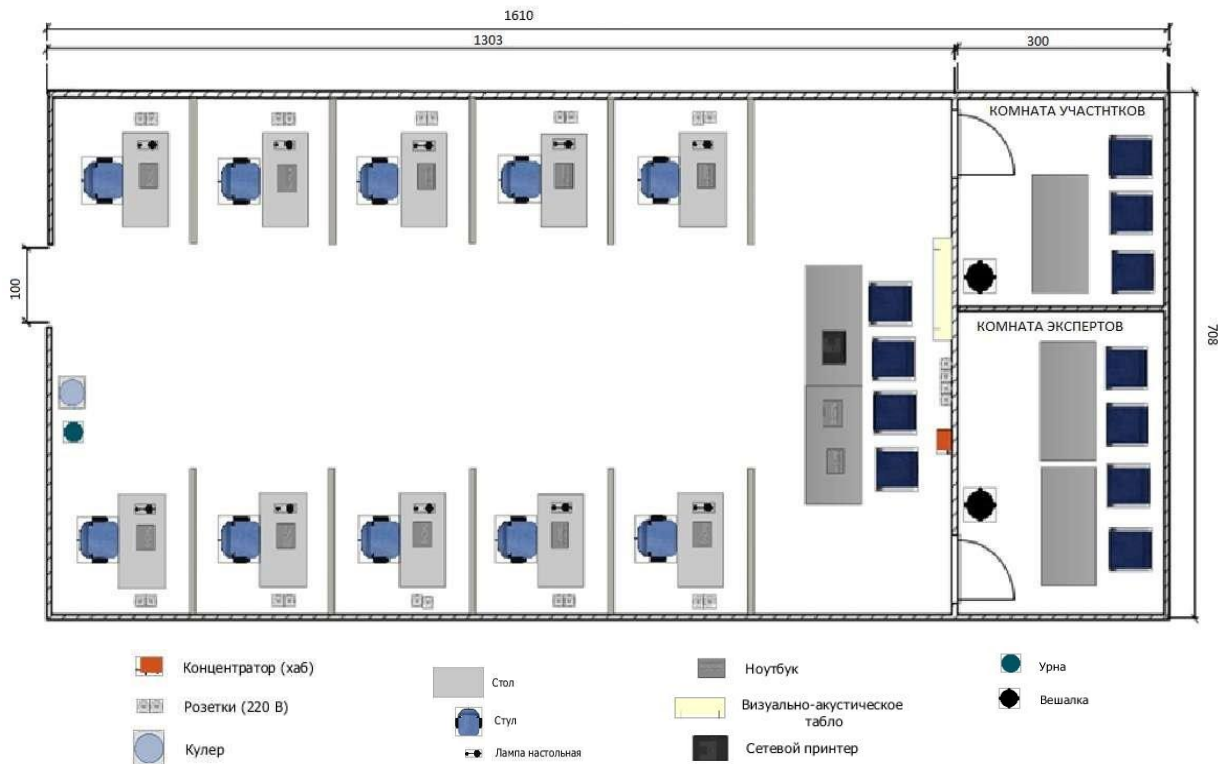 1610
1303
300
КОМНАТА УЧАСТНТКОВ
100
КОМНАТА ЭКСПЕРТОВ
708
Концентратор (хаб)
Розетки (220 В)
Кулер
Стол
Стул
Лампа настольная
Ноутбук
Визуально-акустическое
табло
Сетевой принтер
Урна
Вешалка